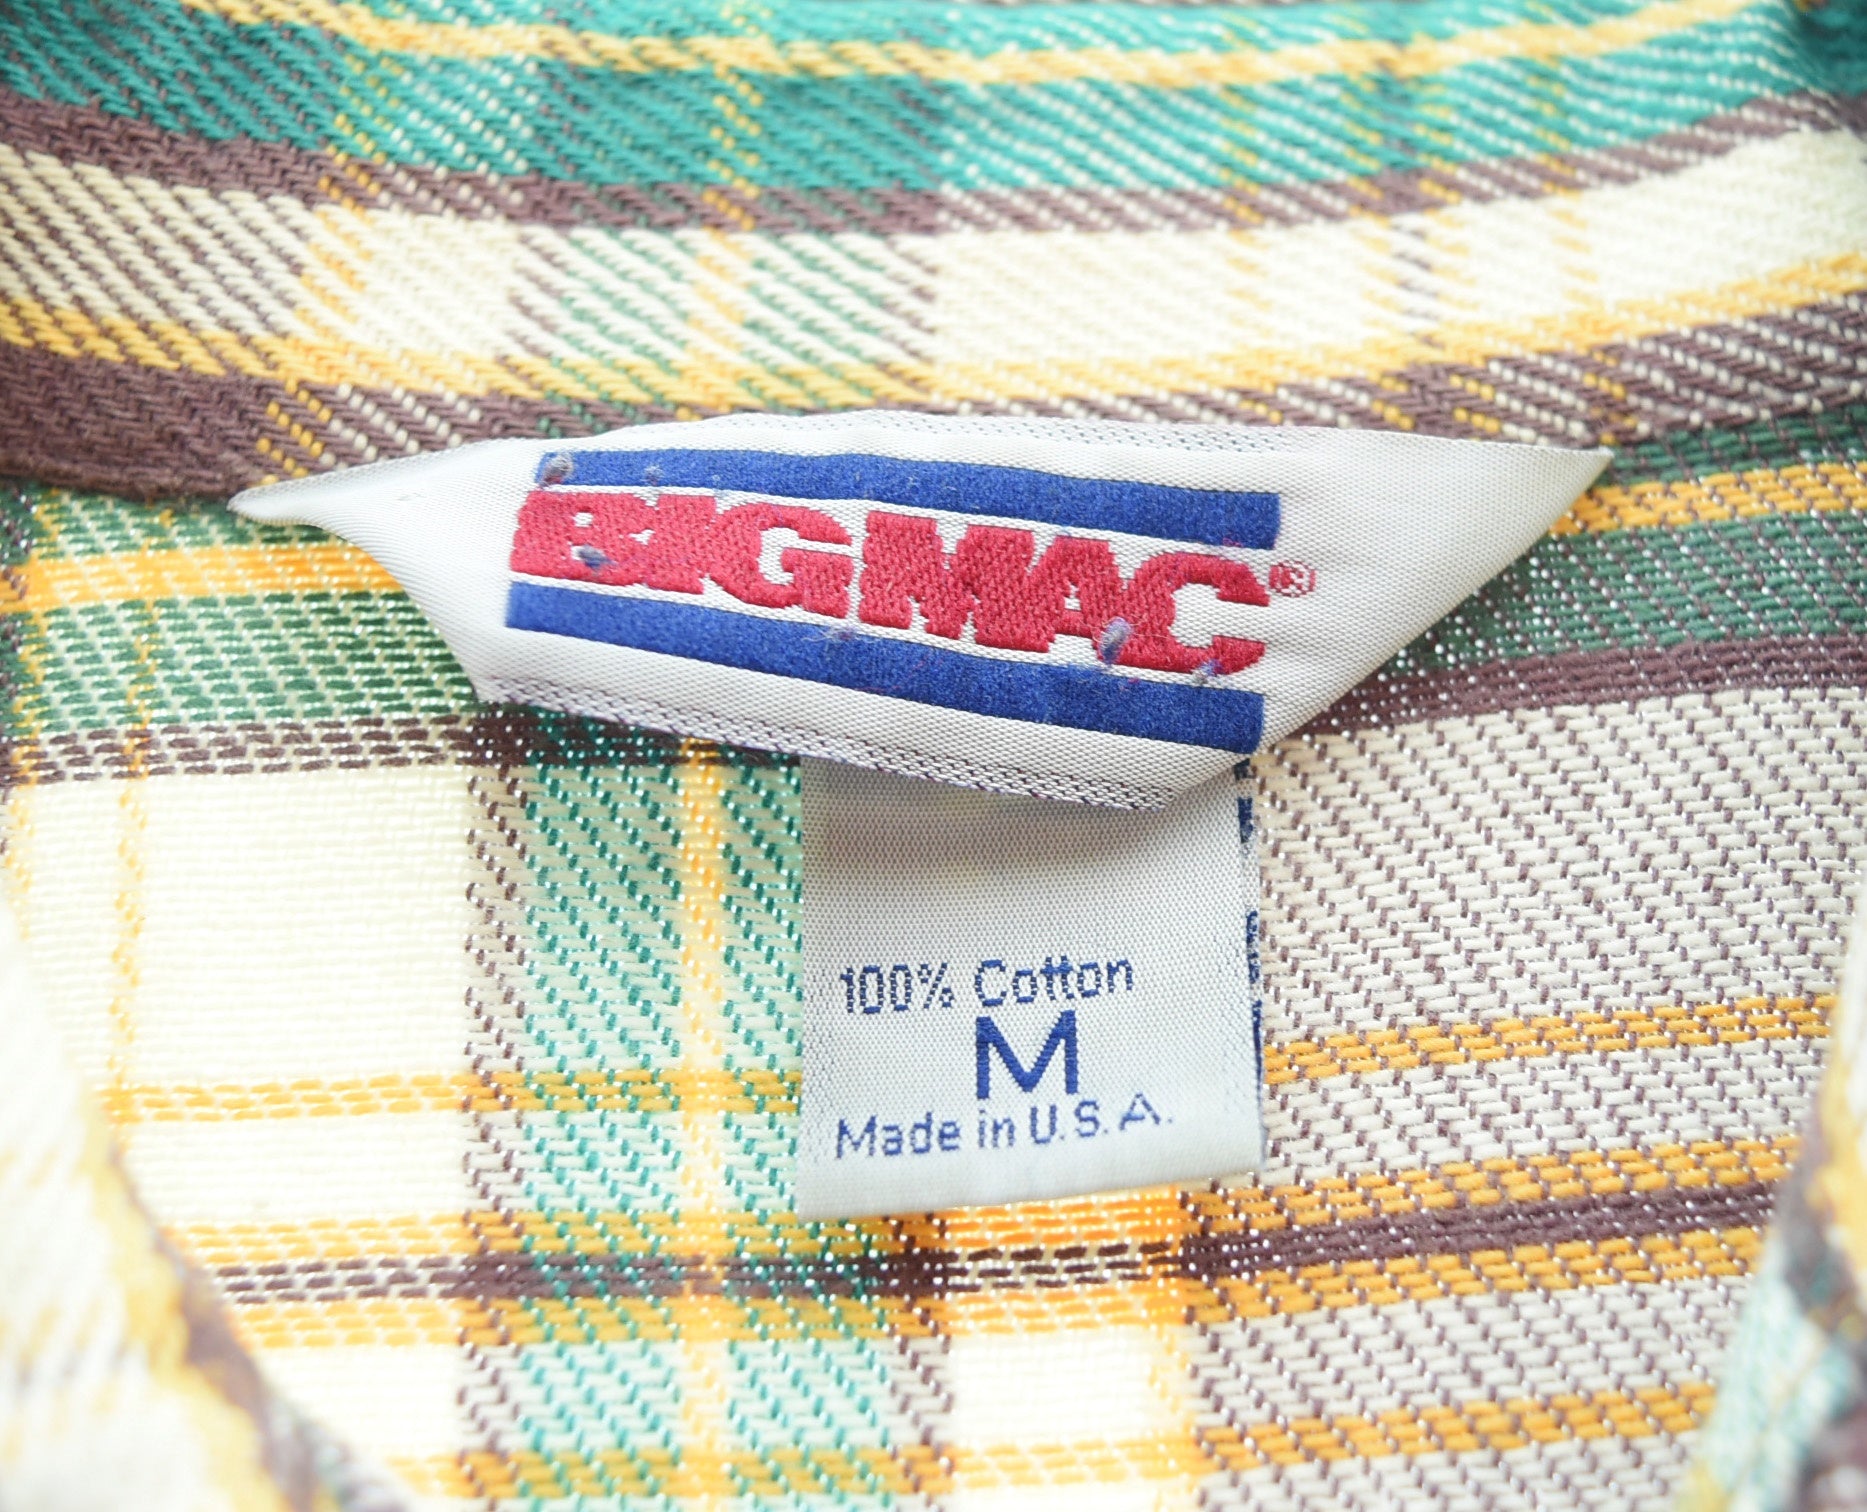 BIG MAC®
100% Cotton
M
Made in U.S.A.